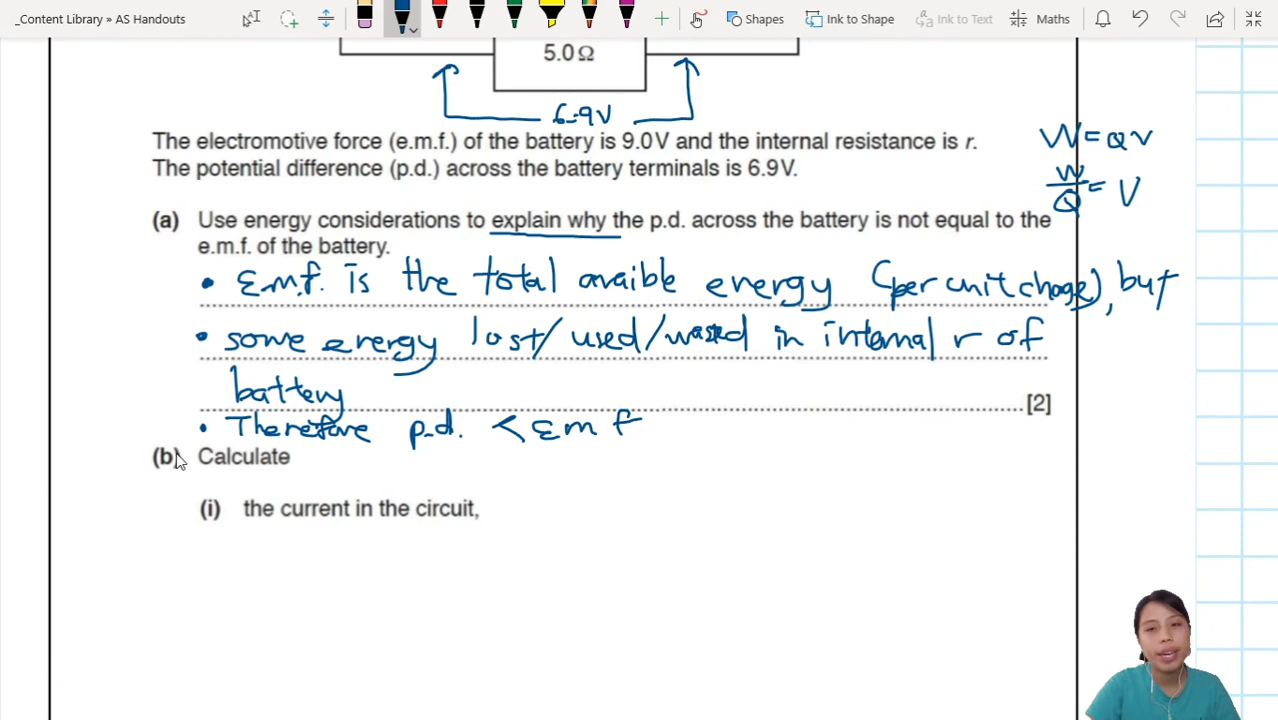 _Content Library » AS Handouts
Shapes
Ink to Shape
Ink to Text
Maths
5.0 Ω
6.9V
The electromotive force (e.m.f.) of the battery is 9.0V and the internal resistance is r.
The potential difference (p.d.) across the battery terminals is 6.9V.
W=QV
W/Q = V
(a) Use energy considerations to explain why the p.d. across the battery is not equal to the
e.m.f. of the battery.
• E.m.f. is the total avaible energy (per unit charge), but
• some energy lost/used/wasted in internal r of
battery
[2]
• Therefore p.d. < emf
(b) Calculate
(i) the current in the circuit,